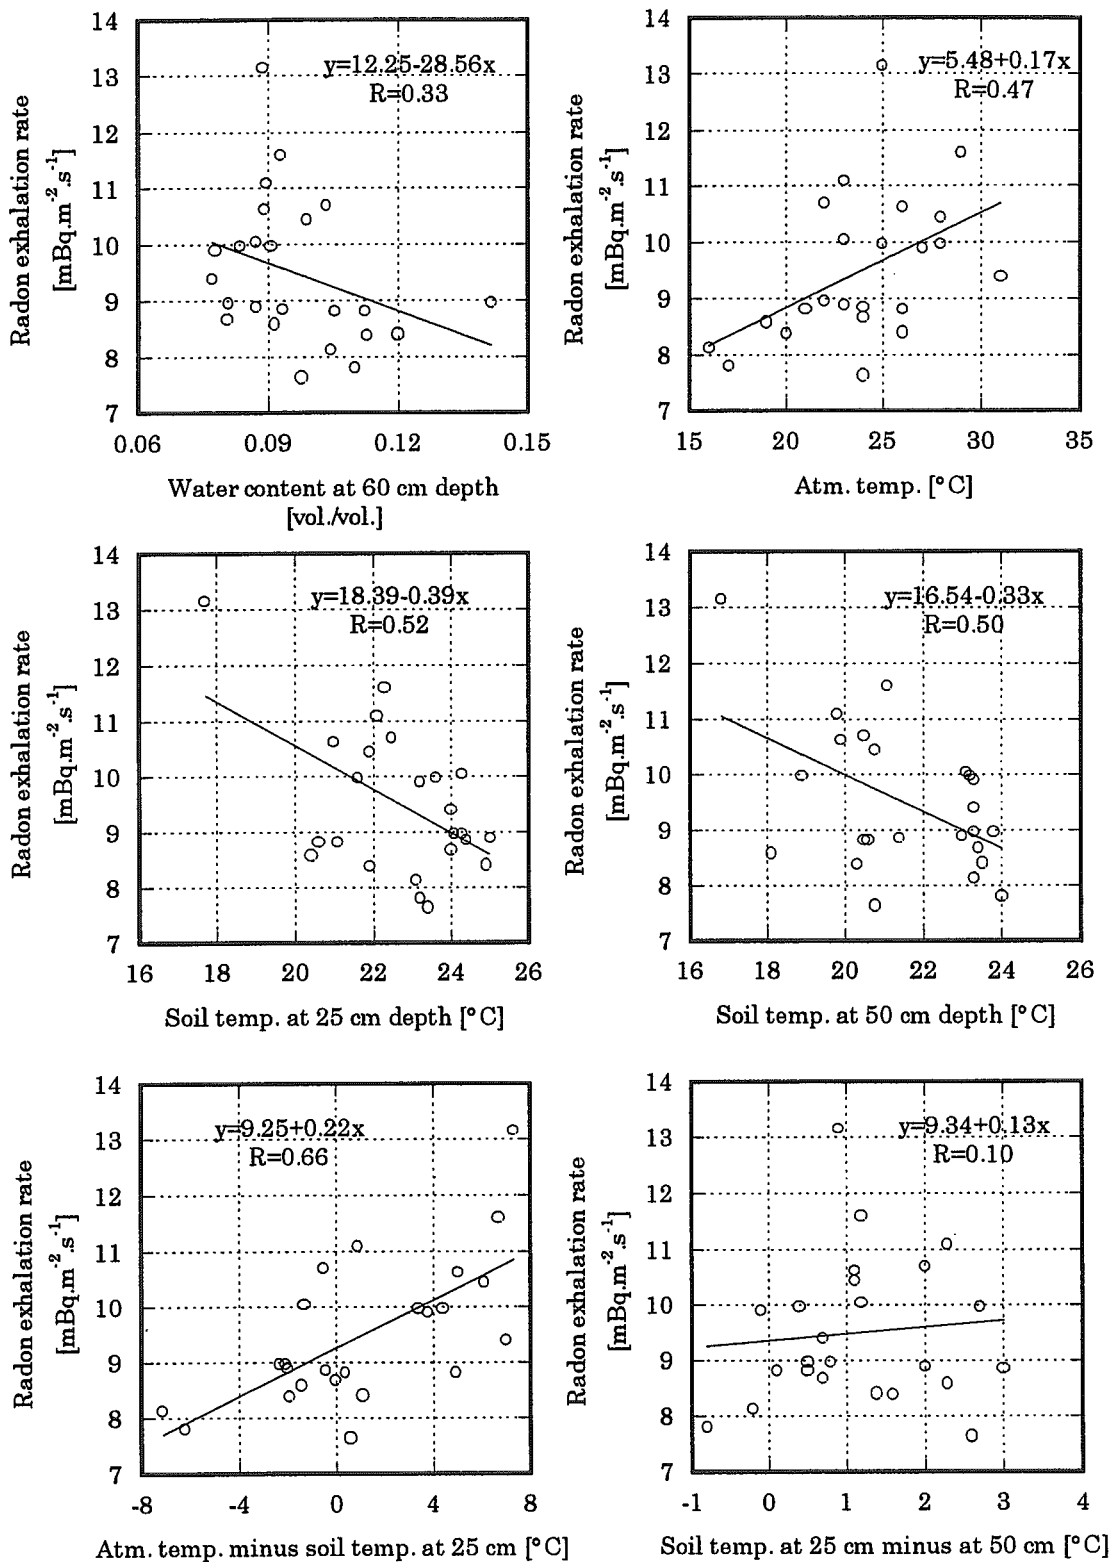 14
13
12
11
10
9
8
7
Radon exhalation rate
[mBq.m-2.s-1]
y=12.25-28.56x
R=0.33
0.06 0.09 0.12 0.15
Water content at 60 cm depth
[vol./vol.]
14
13
12
11
10
9
8
7
Radon exhalation rate
[mBq.m-2.s-1]
y=5.48+0.17x
R=0.47
15 20 25 30 35
Atm. temp. [°C]
14
13
12
11
10
9
8
7
Radon exhalation rate
[mBq.m-2.s-1]
y=18.39-0.39x
R=0.52
16 18 20 22 24 26
Soil temp. at 25 cm depth [°C]
14
13
12
11
10
9
8
7
Radon exhalation rate
[mBq.m-2.s-1]
y=16.54-0.33x
R=0.50
16 18 20 22 24 26
Soil temp. at 50 cm depth [°C]
14
13
12
11
10
9
8
7
Radon exhalation rate
[mBq.m-2.s-1]
y=9.25+0.22x
R=0.66
-8 -4 0 4 8
Atm. temp. minus soil temp. at 25 cm [°C]
14
13
12
11
10
9
8
7
Radon exhalation rate
[mBq.m-2.s-1]
y=9.34+0.13x
R=0.10
-1 0 1 2 3 4
Soil temp. at 25 cm minus at 50 cm [°C]